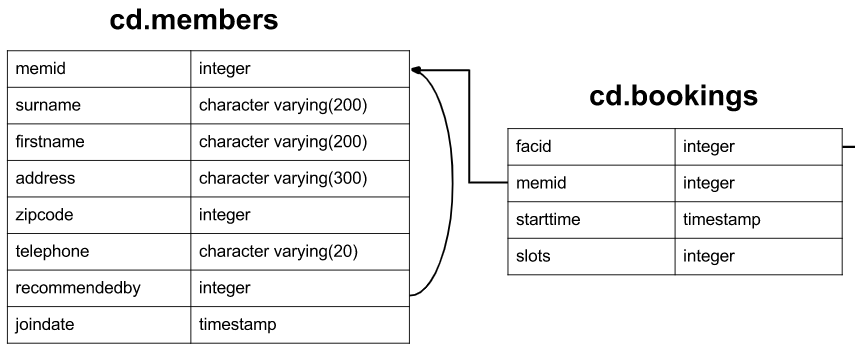 cd.members
memid integer
surname character varying(200)
firstname character varying(200)
address character varying(300)
zipcode integer
telephone character varying(20)
recommendedby integer
joindate timestamp
cd.bookings
facid integer
memid integer
starttime timestamp
slots integer